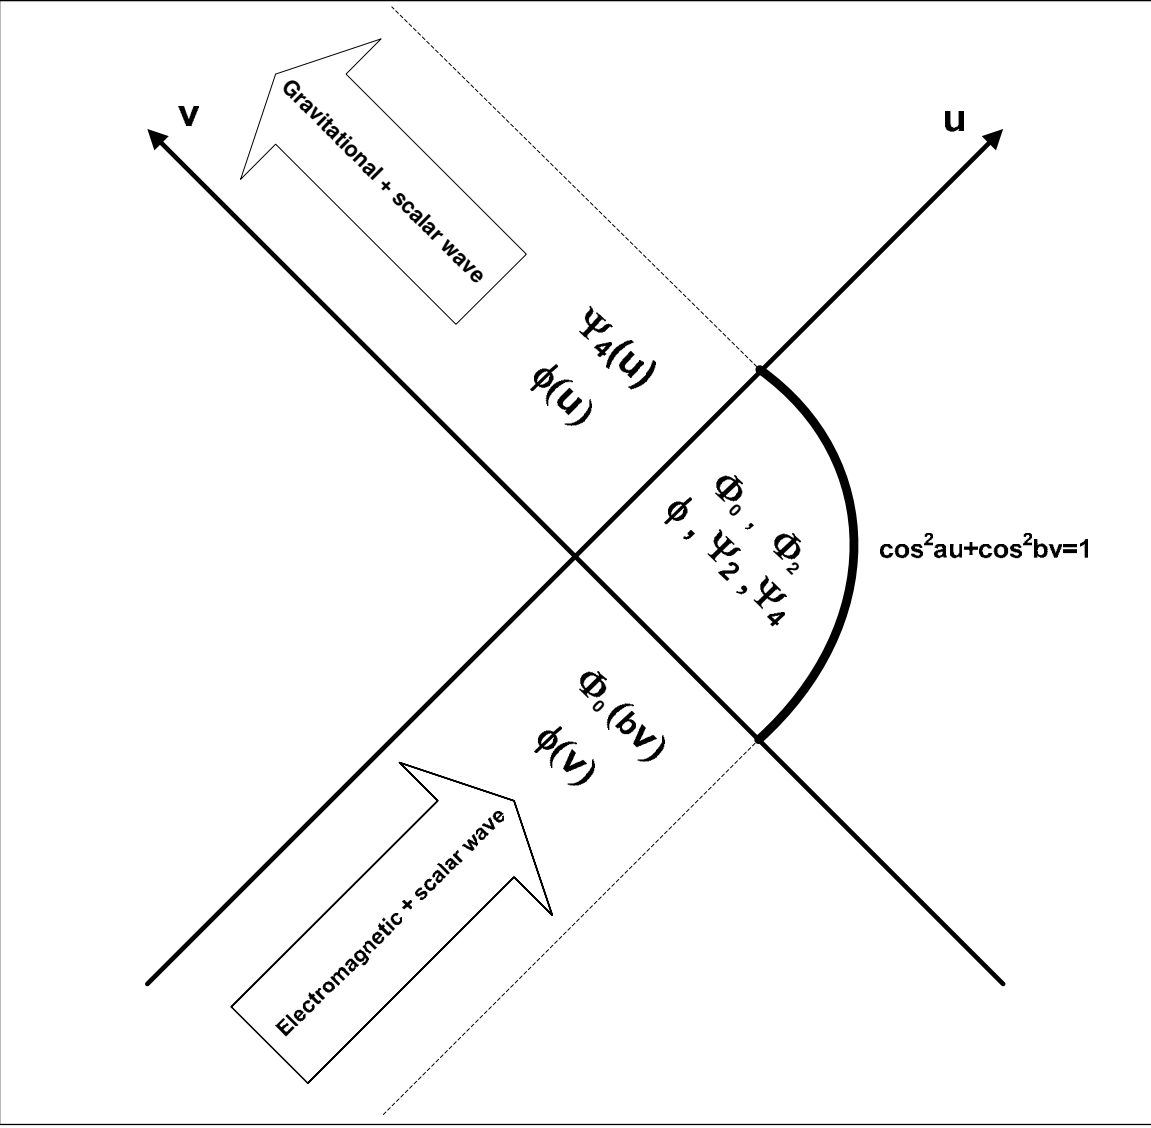 v
u
Gravitational + scalar wave
Ψ₄(u)
ϕ(u)
Φ₀, Φ₂
ϕ, Ψ₂, Ψ₄
cos²au+cos²bv=1
Φ₀(bv)
ϕ(v)
Electromagnetic + scalar wave